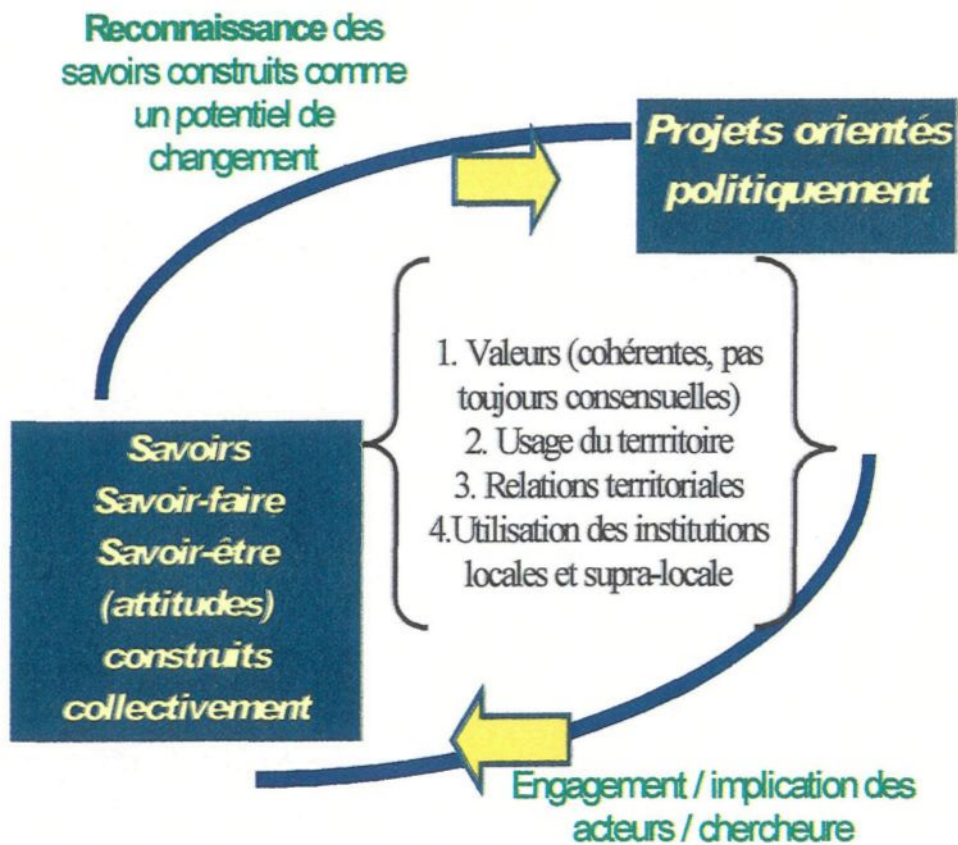 Reconnaissance des
savoirs construits comme
un potentiel de
changement
Projets orientés
politiquement
1. Valeurs (cohérentes, pas
toujours consensuelles)
2. Usage du terrritoire
3. Relations territoriales
4.Utilisation des institutions
locales et supra-locale
Savoirs
Savoir-faire
Savoir-être
(attitudes)
construits
collectivement
Engagement / implication des
acteurs / chercheure